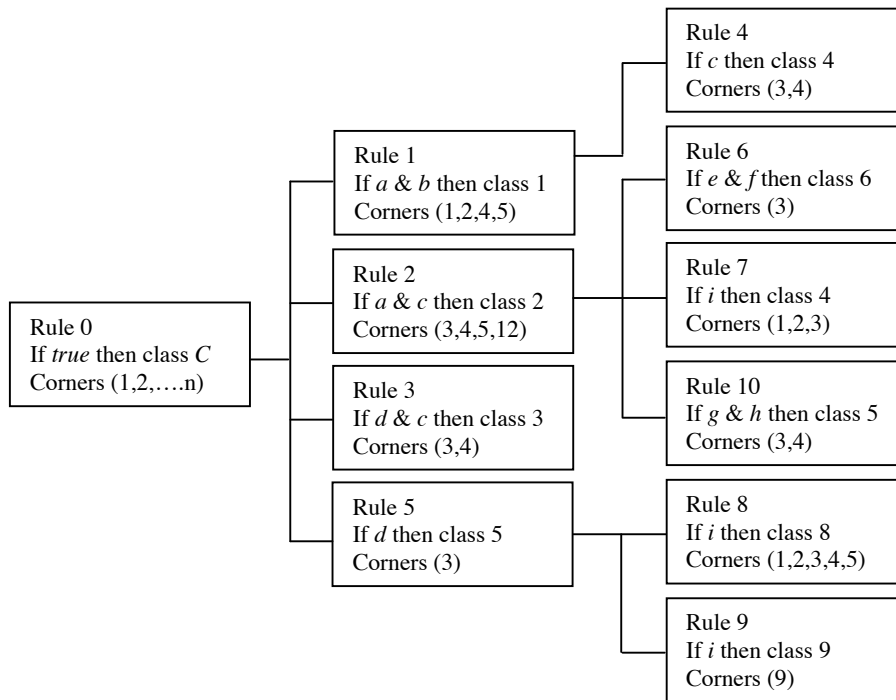 Rule 0
If true then class C
Corners (1,2,….n)
Rule 1
If a & b then class 1
Corners (1,2,4,5)
Rule 2
If a & c then class 2
Corners (3,4,5,12)
Rule 3
If d & c then class 3
Corners (3,4)
Rule 5
If d then class 5
Corners (3)
Rule 4
If c then class 4
Corners (3,4)
Rule 6
If e & f then class 6
Corners (3)
Rule 7
If i then class 4
Corners (1,2,3)
Rule 10
If g & h then class 5
Corners (3,4)
Rule 8
If i then class 8
Corners (1,2,3,4,5)
Rule 9
If i then class 9
Corners (9)